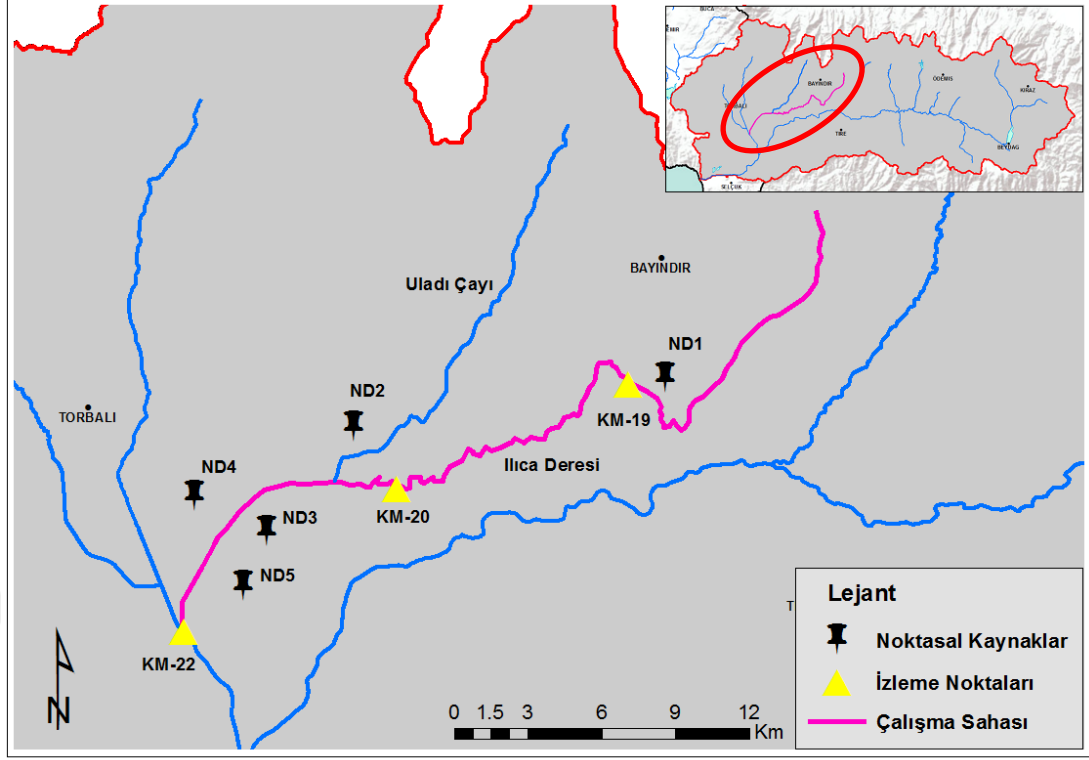 BUCA
BAYINDIR
ÖDEMİŞ
KİRAZ
TORBALI
TİRE
BEYDAĞ
SELÇUK
Uladı Çayı
BAYINDIR
ND1
ND2
TORBALI
KM-19
Ilıca Deresi
ND4
KM-20
ND3
ND5
KM-22
N
0 1.5 3 6 9 12
Km
Lejant
Noktasal Kaynaklar
İzleme Noktaları
Çalışma Sahası